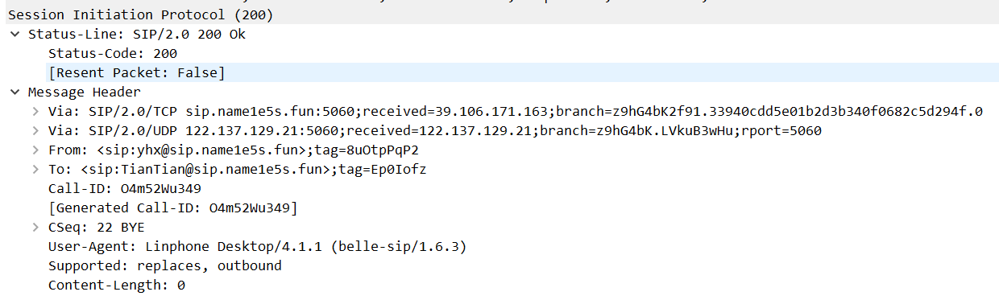 Session Initiation Protocol (200)
Status-Line: SIP/2.0 200 Ok
Status-Code: 200
[Resent Packet: False]
Message Header
Via: SIP/2.0/TCP sip.name1e5s.fun:5060;received=39.106.171.163;branch=z9hG4bK2f91.33940cdd5e01b2d3b340f0682c5d294f.0
Via: SIP/2.0/UDP 122.137.129.21:5060;received=122.137.129.21;branch=z9hG4bK.LVkuB3wHu;rport=5060
From: <sip:yhx@sip.name1e5s.fun>;tag=8uOtpPqP2
To: <sip:TianTian@sip.name1e5s.fun>;tag=Ep0Iofz
Call-ID: O4m52Wu349
[Generated Call-ID: O4m52Wu349]
CSeq: 22 BYE
User-Agent: Linphone Desktop/4.1.1 (belle-sip/1.6.3)
Supported: replaces, outbound
Content-Length: 0